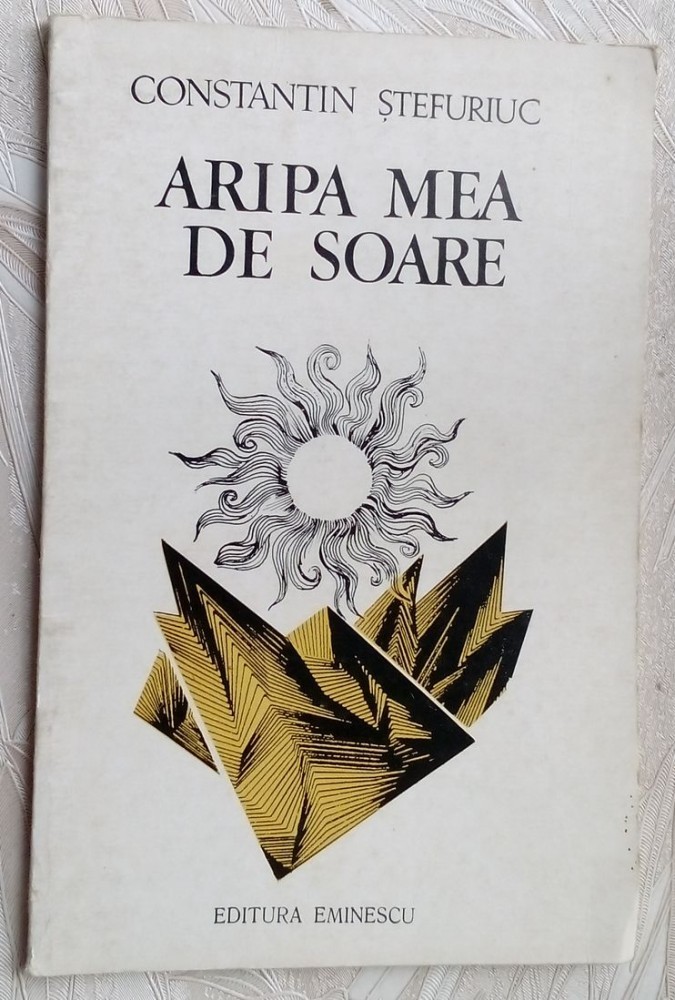 CONSTANTIN ȘTEFURIUC
ARIPA MEA
DE SOARE
EDITURA EMINESCU